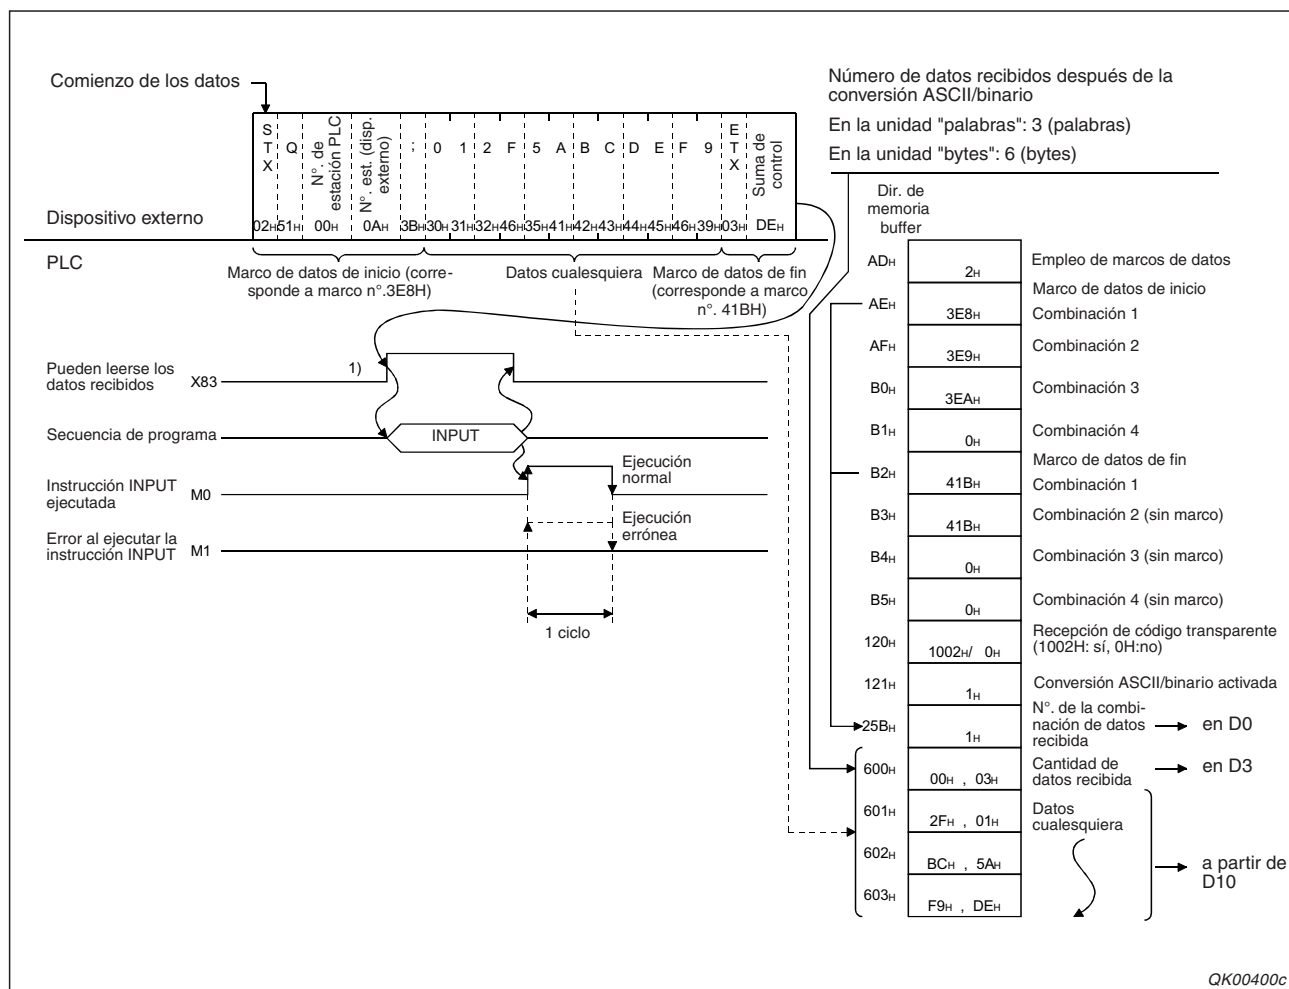 Comienzo de los datos
S T X
Q
N°. de estación PLC
N°. est. (disp. externo)
;
0 1 2 F 5 A B C D E F 9
E T X
Suma de control
Dispositivo externo
02H 51H 00H 0AH 3BH 30H 31H 32H 46H 35H 41H 42H 43H 44H 45H 46H 39H 03H DEH
PLC
Marco de datos de inicio (corre-
sponde a marco n°.3E8H)
Datos cualesquiera
Marco de datos de fin
(corresponde a marco
n°. 41BH)
Número de datos recibidos después de la
conversión ASCII/binario
En la unidad "palabras": 3 (palabras)
En la unidad "bytes": 6 (bytes)
Pueden leerse los
datos recibidos
X83
1)
Secuencia de programa
INPUT
Instrucción INPUT
ejecutada
M0
Ejecución
normal
Error al ejecutar la
instrucción INPUT
M1
Ejecución
errónea
1 ciclo
Dir. de
memoria
buffer
ADH 2H Empleo de marcos de datos
Marco de datos de inicio
AEH 3E8H Combinación 1
AFH 3E9H Combinación 2
B0H 3EAH Combinación 3
B1H 0H Combinación 4
Marco de datos de fin
B2H 41BH Combinación 1
B3H 41BH Combinación 2 (sin marco)
B4H 0H Combinación 3 (sin marco)
B5H 0H Combinación 4 (sin marco)
120H 1002H/ 0H Recepción de código transparente
(1002H: sí, 0H:no)
121H 1H Conversión ASCII/binario activada
25BH 1H N°. de la combi-
nación de datos
recibida
en D0
600H 00H , 03H Cantidad de
datos recibida
en D3
601H 2FH , 01H Datos
cualesquiera
602H BCH , 5AH
a partir de
D10
603H F9H , DEH
QK00400c